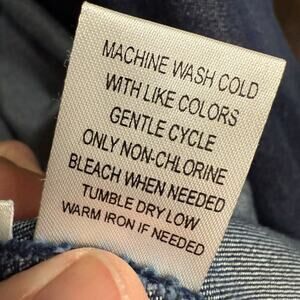 MACHINE WASH COLD
WITH LIKE COLORS
GENTLE CYCLE
ONLY NON-CHLORINE
BLEACH WHEN NEEDED
TUMBLE DRY LOW
WARM IRON IF NEEDED